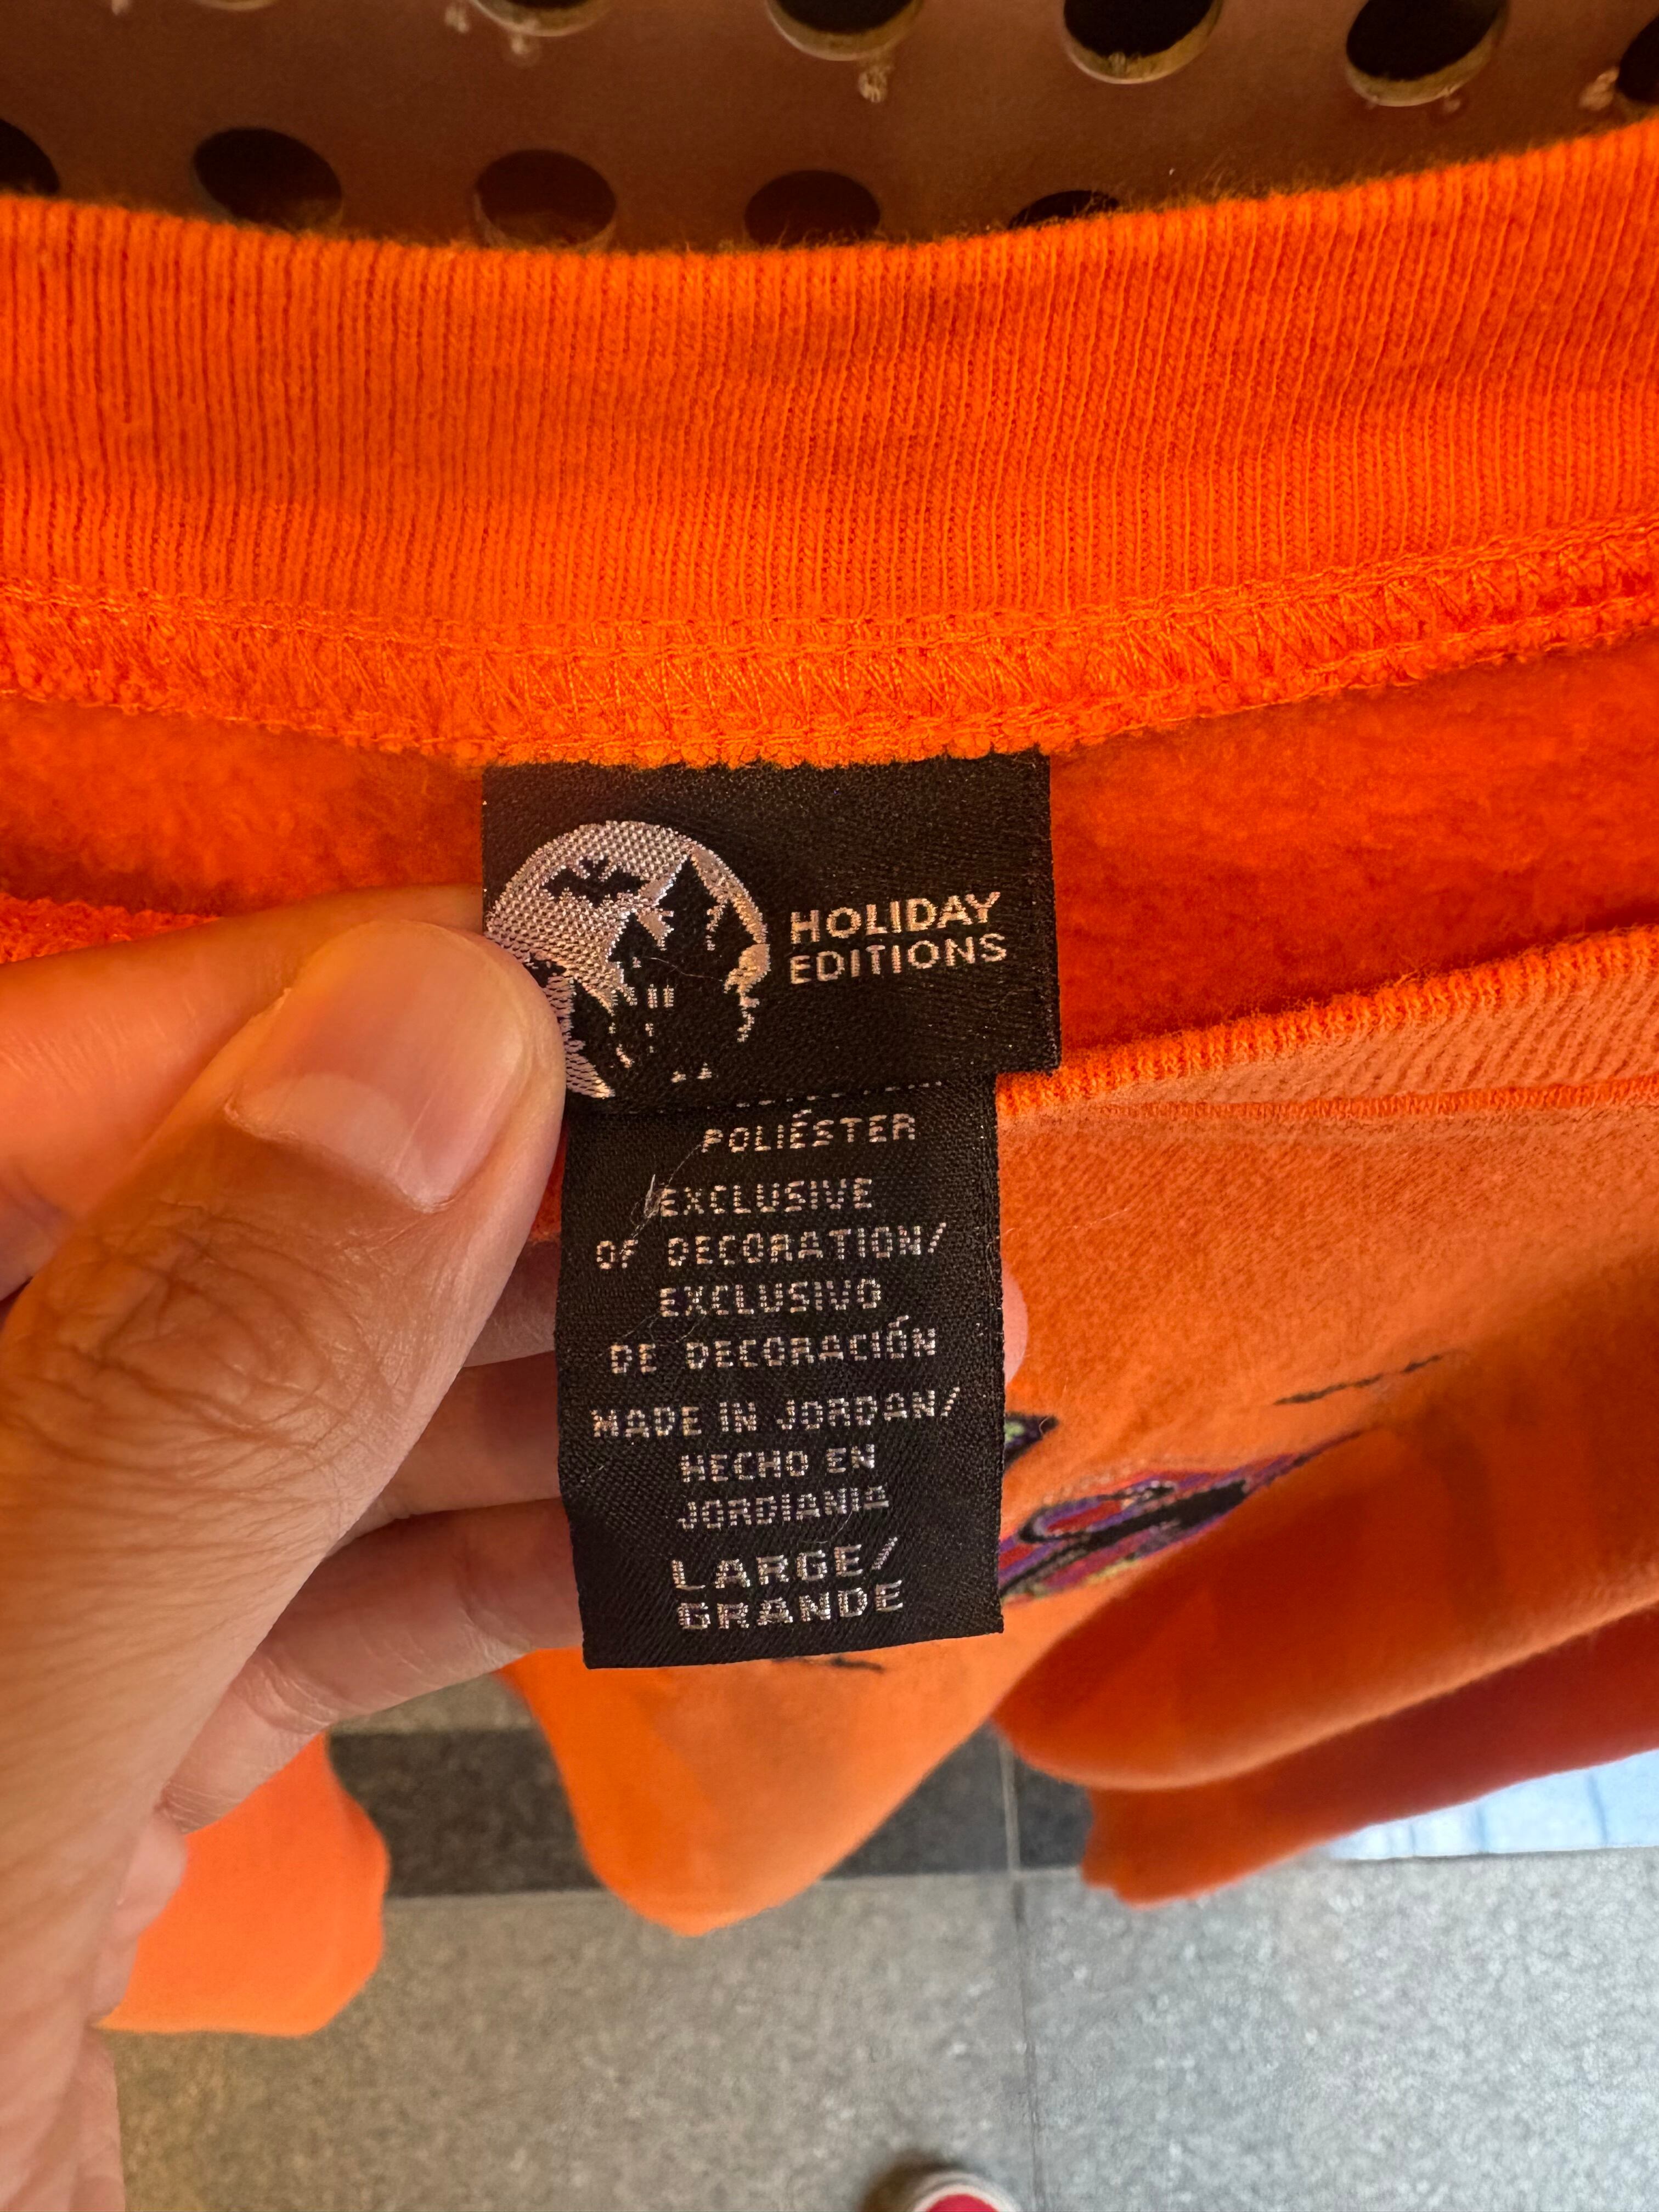 HOLIDAY
EDITIONS
POLIÉSTER
EXCLUSIVE
OF DECORATION/
EXCLUSIVO
DE DECORACIÓN
MADE IN JORDAN/
HECHO EN
JORDIANIA
LARGE/
GRANDE